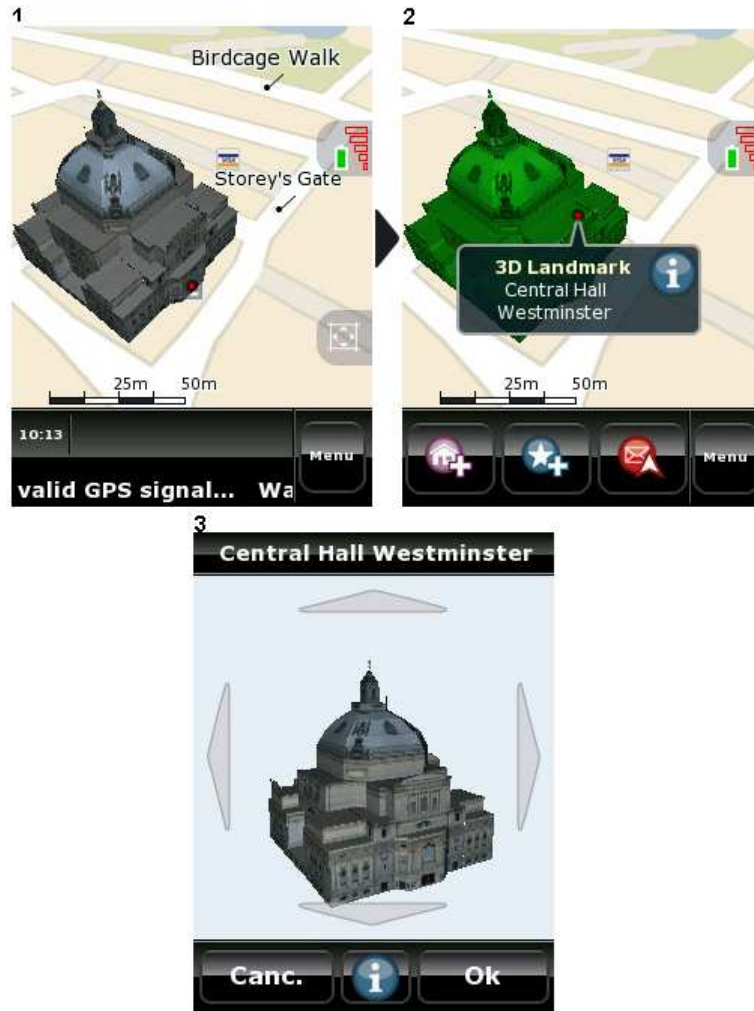 1
Birdcage Walk
VISA
Storey's Gate
25m 50m
10:13
Menu
valid GPS signal... Wa
2
3D Landmark
Central Hall
Westminster
25m 50m
Menu
3
Central Hall Westminster
Canc.
Ok